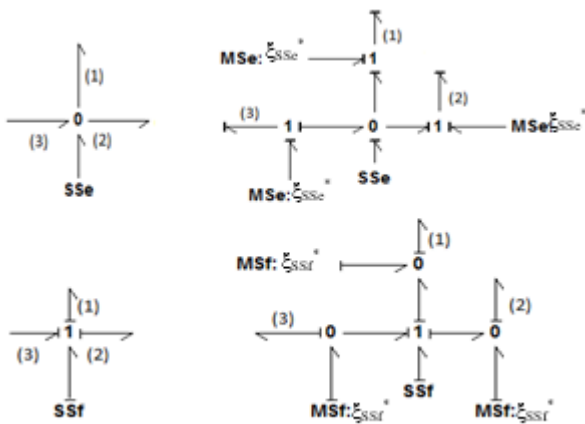 (1)
0
(3) (2)
SSe
(1)
MSe: ξSSe* 1
(3) (2)
1 0 1 MSe: ξSSe*
SSe
MSe: ξSSe*
(1)
MSf: ξSSf* 0
(1)
1
(3) (2)
SSf
(2)
(3)
0 1 0
SSf
MSf:ξSSf* MSf:ξSSf*